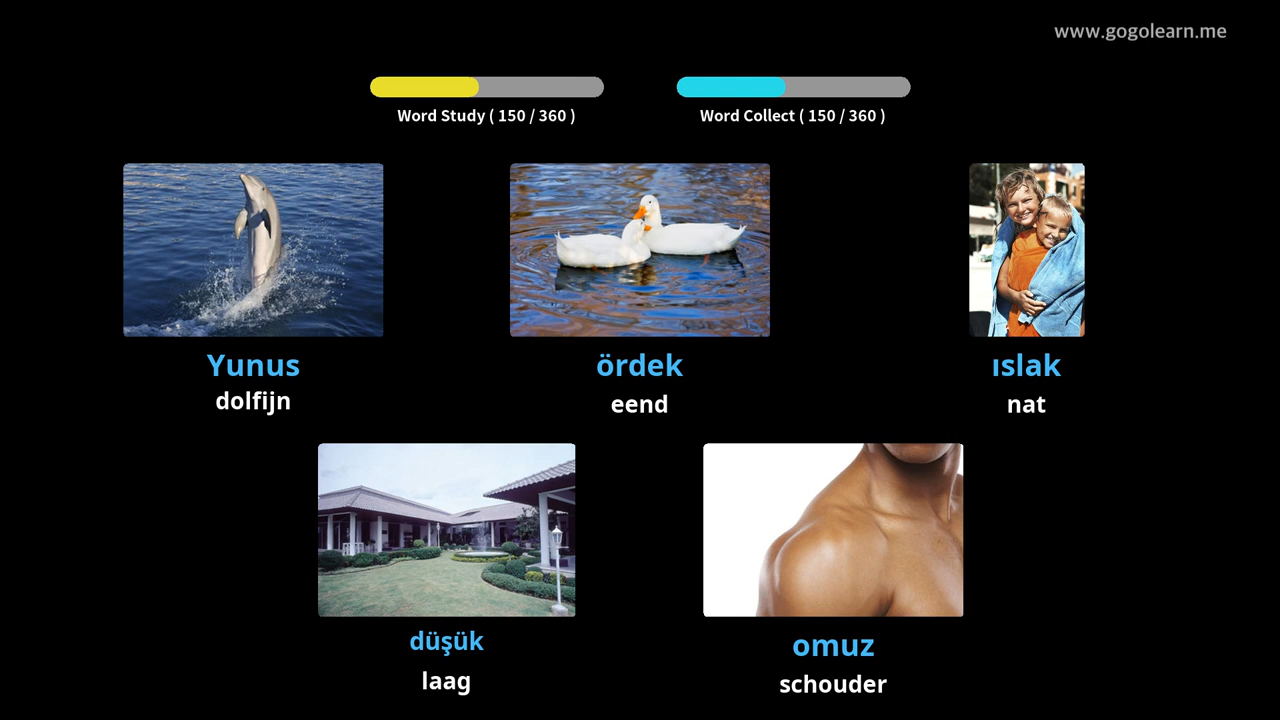 www.gogolearn.me
Word Study ( 150 / 360 )
Word Collect ( 150 / 360 )
Yunus
dolfijn
ördek
eend
ıslak
nat
düşük
laag
omuz
schouder